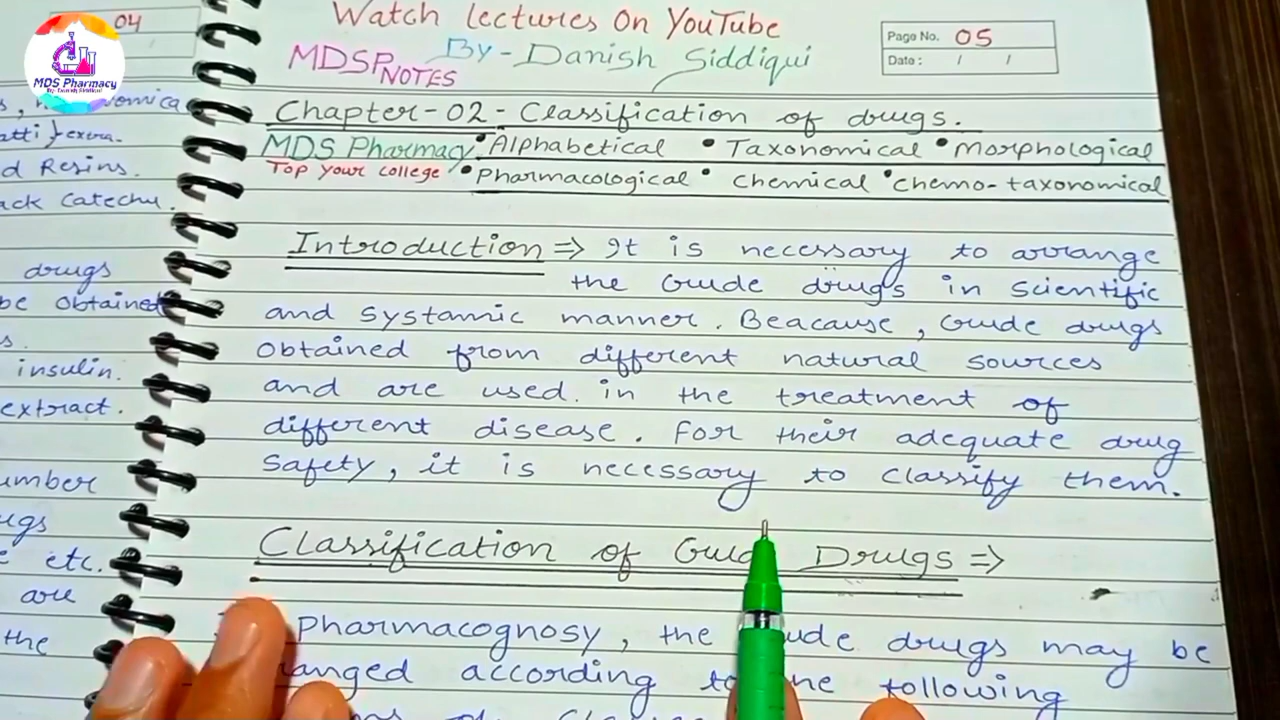 04
MDS Pharmacy
By Danish Siddiqui
Watch lectures On YouTube
By - Danish Siddiqui
MDSP NOTES
Page No. 05
Date : / /
Chapter-02 - Classification of drugs.
MDS Pharmacy • Alphabetical • Taxonomical • Morphological
Top your college • Pharmacological • Chemical • chemo-taxonomical
Introduction ⇒ It is necessary to arrange
the Crude drugs in scientific
and systamic manner. Beacause, Crude drugs
obtained from different natural sources
and are used in the treatment of
different disease. For their adequate drug
safety, it is necessary to classify them.
Classification of Crude Drugs ⇒
Pharmacognosy, the drugs may be
according following
extra.
d Resins.
ack Catechu.
drugs
be Obtained
s.
insulin.
extract.
umber
ugs
etc.
are
the